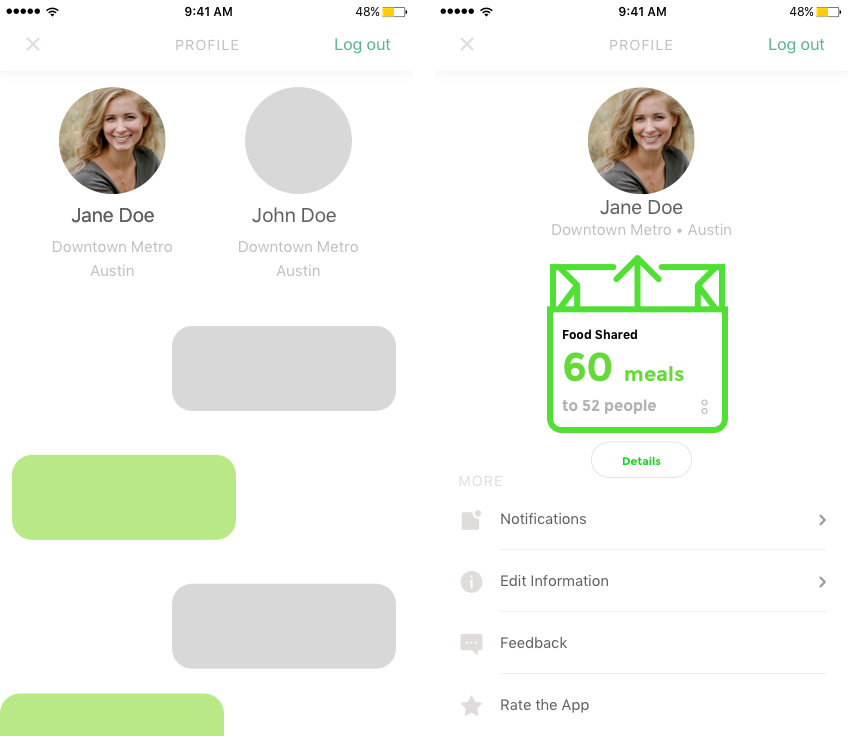 9:41 AM
48%
PROFILE
Log out
Jane Doe
Downtown Metro
Austin
John Doe
Downtown Metro
Austin
9:41 AM
48%
PROFILE
Log out
Jane Doe
Downtown Metro • Austin
Food Shared
60 meals
to 52 people
Details
MORE
Notifications
Edit Information
Feedback
Rate the App